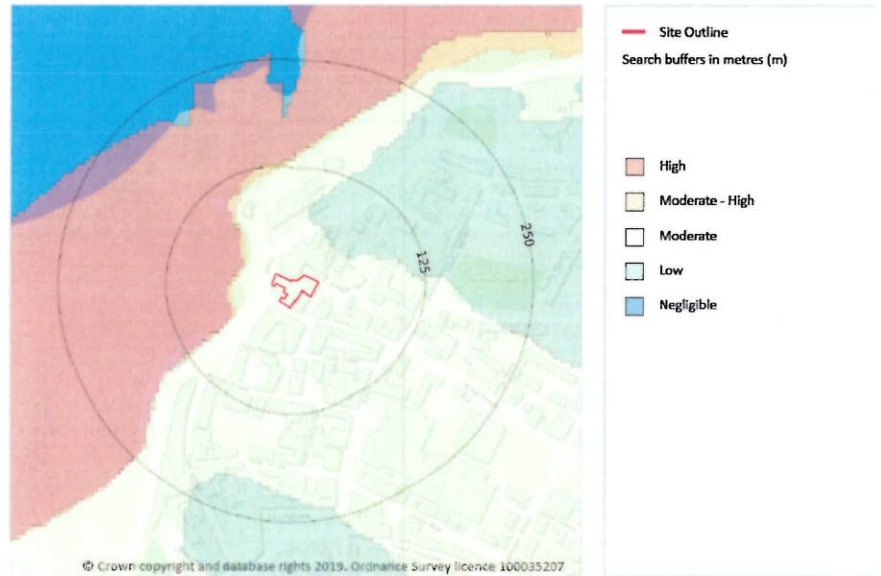 Site Outline
Search buffers in metres (m)
High
Moderate - High
Moderate
Low
Negligible
250
125
© Crown copyright and database rights 2019. Ordnance Survey licence 100035207